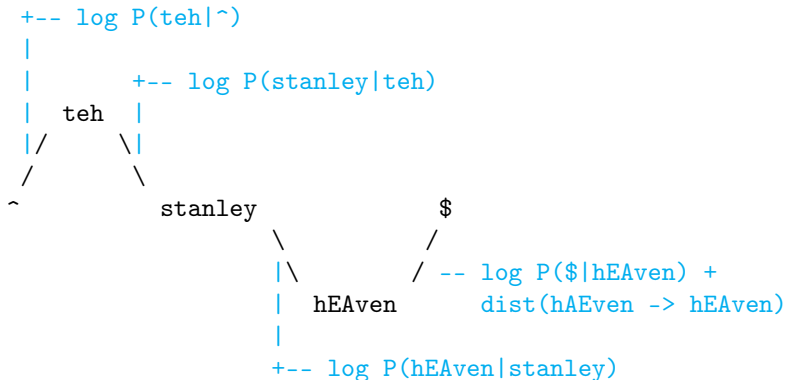 +-- log P(teh|^)
|
| +-- log P(stanley|teh)
| teh |
|/ \|
/ \
^ stanley $
\ /
|\ / -- log P($|hEAven) +
| hEAven dist(hAEven -> hEAven)
|
+-- log P(hEAven|stanley)